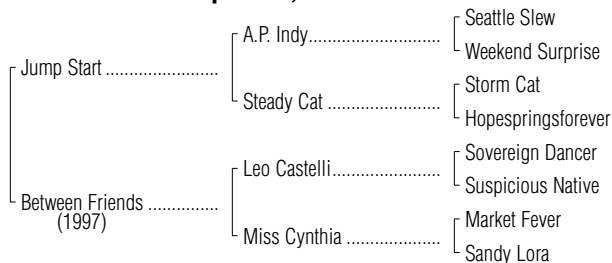 Seattle Slew
A.P. Indy........................................
Weekend Surprise
Jump Start ..........................
Storm Cat
Steady Cat ..................................
Hopespringsforever
Sovereign Dancer
Leo Castelli...................................
Suspicious Native
Between Friends ................
(1997)
Market Fever
Miss Cynthia ................................
Sandy Lora